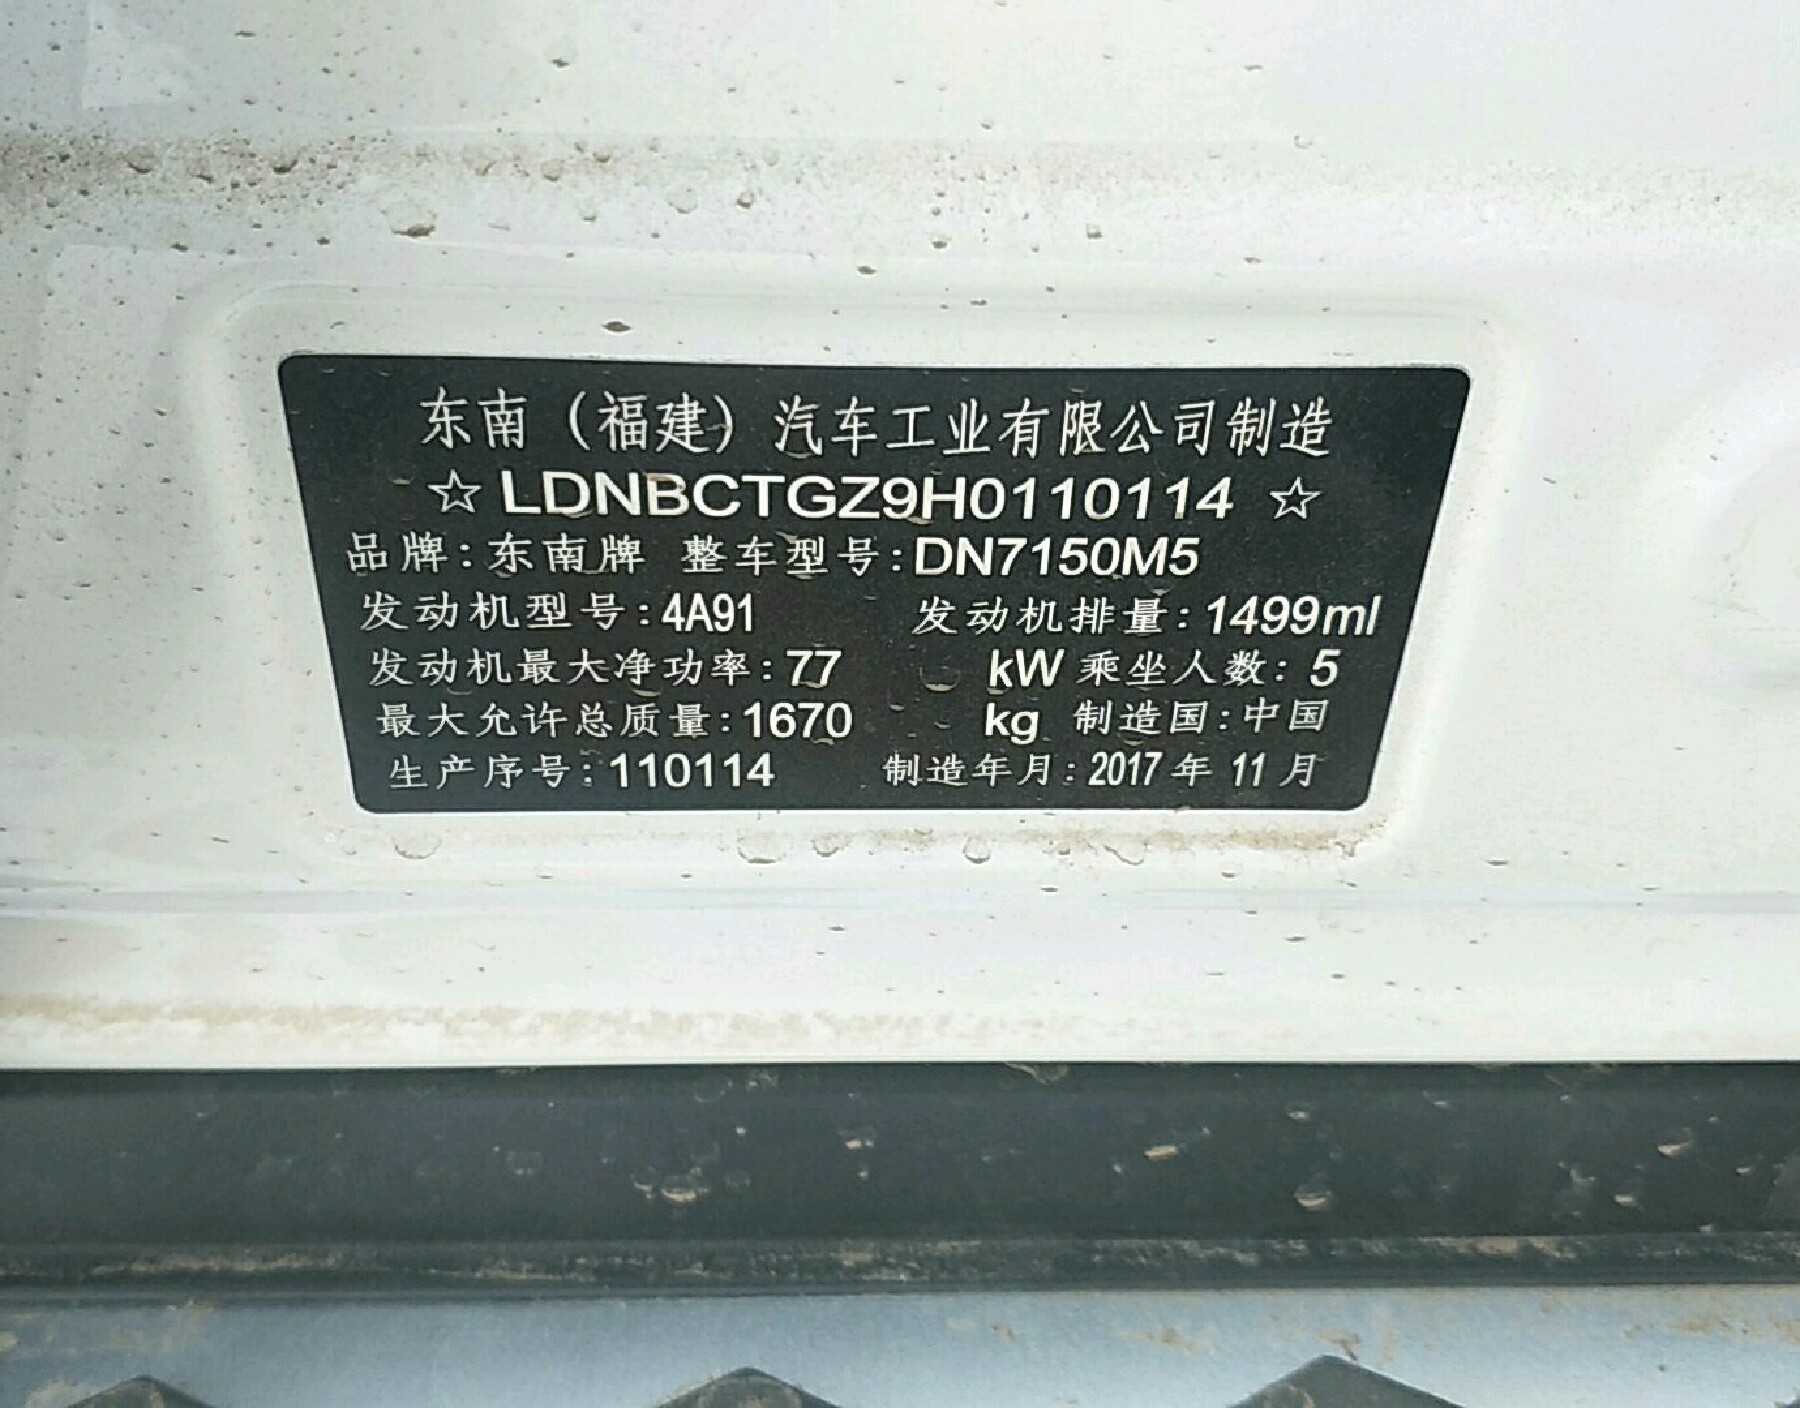 东南（福建）汽车工业有限公司制造
☆LDNBCTGZ9H0110114☆
品牌:东南牌 整车型号:DN7150M5
发动机型号:4A91 发动机排量:1499ml
发动机最大净功率:77 kW 乘坐人数:5
最大允许总质量:1670 kg 制造国:中国
生产序号:110114 制造年月:2017年11月